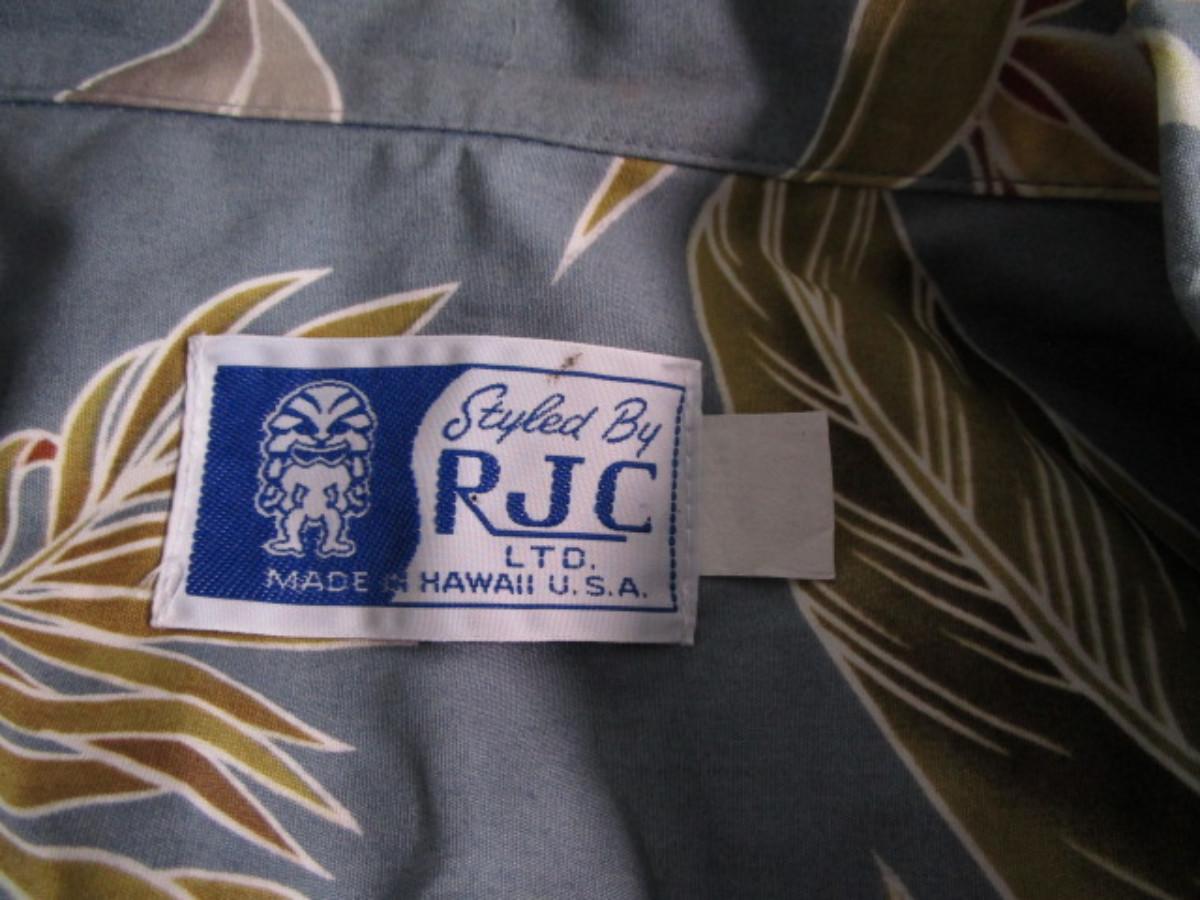 Styled By
RJC
LTD.
MADE IN HAWAII U.S.A.